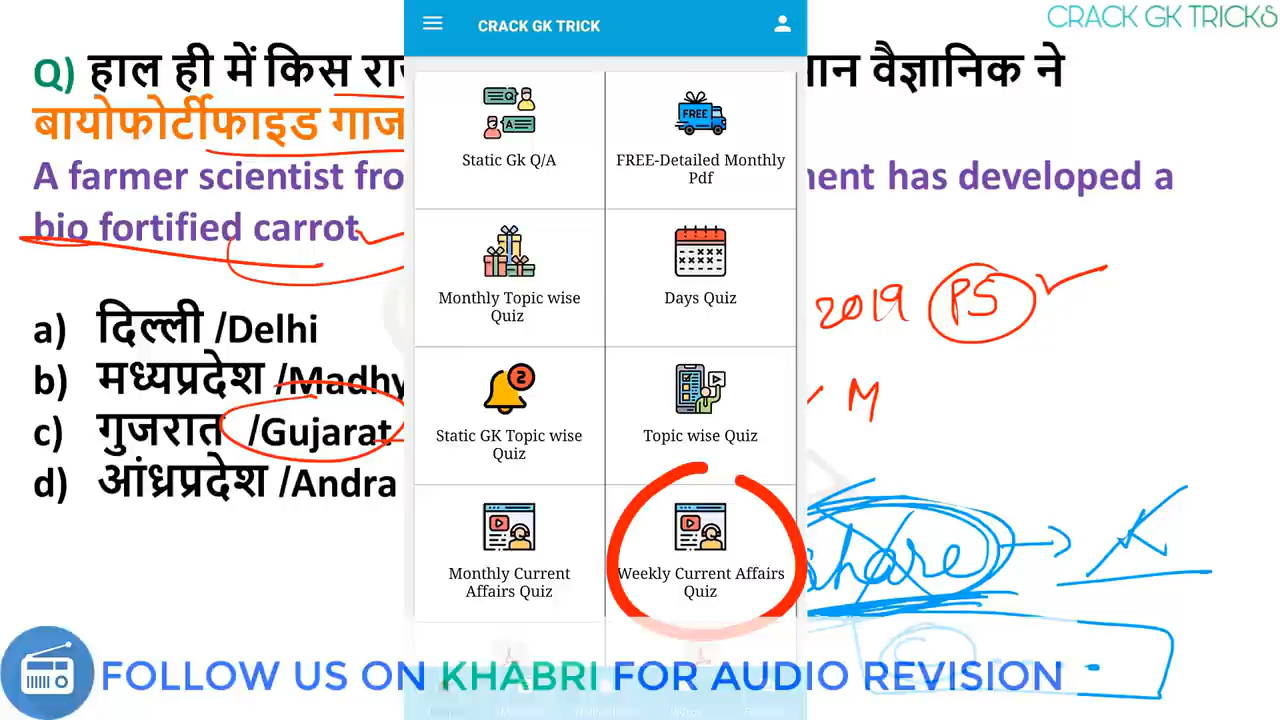 CRACK GK TRICKS
CRACK GK TRICK
Q) हाल ही में किस
वैज्ञानिक ने
बायोफोर्टीफाइड
A farmer scientist
has developed a
bio fortified carrot
a) दिल्ली /Delhi
b) मध्यप्रदेश
c) गुजरात /Gujarat
d) आंध्रप्रदेश /Andra
2019 PS
M
share
Static Gk Q/A
FREE
FREE-Detailed Monthly
Pdf
Monthly Topic wise
Quiz
Days Quiz
2
Static GK Topic wise
Quiz
Topic wise Quiz
Monthly Current
Affairs Quiz
Weekly Current Affairs
Quiz
FOLLOW US ON KHABRI FOR AUDIO REVISION